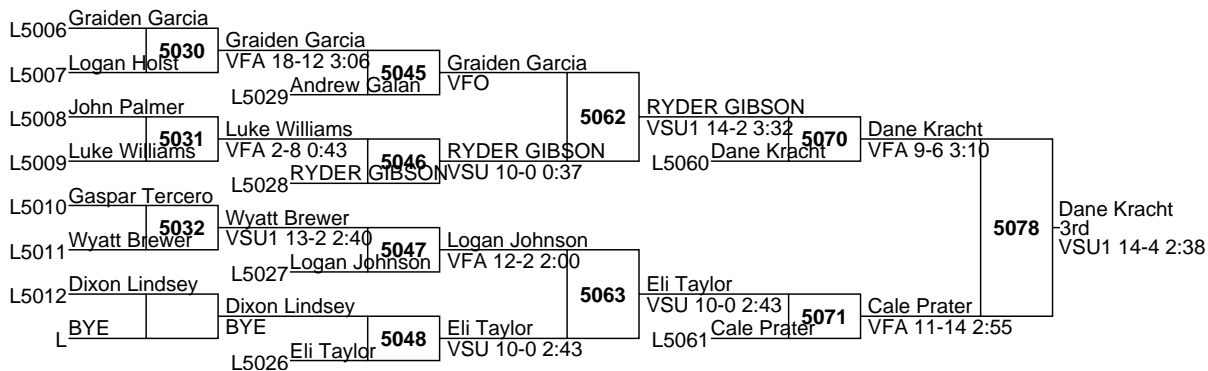 L5006 Graiden Garcia
5030
L5007 Logan Holst
Graiden Garcia
VFA 18-12 3:06
5045
L5029 Andrew Galan
Graiden Garcia
VFO
L5008 John Palmer
5031
L5009 Luke Williams
Luke Williams
VFA 2-8 0:43
5046
L5028 RYDER GIBSON
RYDER GIBSON
VSU 10-0 0:37
5062
RYDER GIBSON
VSU1 14-2 3:32
5070
L5060 Dane Kracht
Dane Kracht
VFA 9-6 3:10
L5010 Gaspar Tercero
5032
L5011 Wyatt Brewer
Wyatt Brewer
VSU1 13-2 2:40
5047
L5027 Logan Johnson
Logan Johnson
VFA 12-2 2:00
L5012 Dixon Lindsey
L BYE
Dixon Lindsey
BYE
5048
L5026 Eli Taylor
Eli Taylor
VSU 10-0 2:43
5063
Eli Taylor
VSU 10-0 2:43
5071
L5061 Cale Prater
Cale Prater
VFA 11-14 2:55
5078
Dane Kracht
3rd
VSU1 14-4 2:38